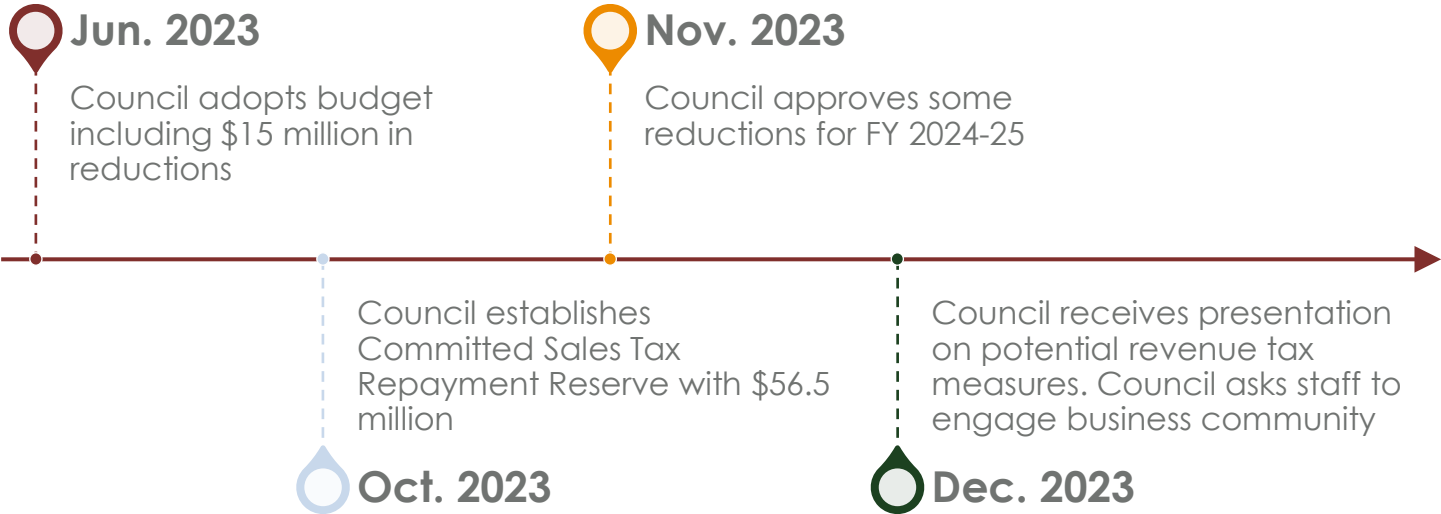 Jun. 2023
Council adopts budget
including $15 million in
reductions
Oct. 2023
Council establishes
Committed Sales Tax
Repayment Reserve with $56.5
million
Nov. 2023
Council approves some
reductions for FY 2024-25
Dec. 2023
Council receives presentation
on potential revenue tax
measures. Council asks staff to
engage business community